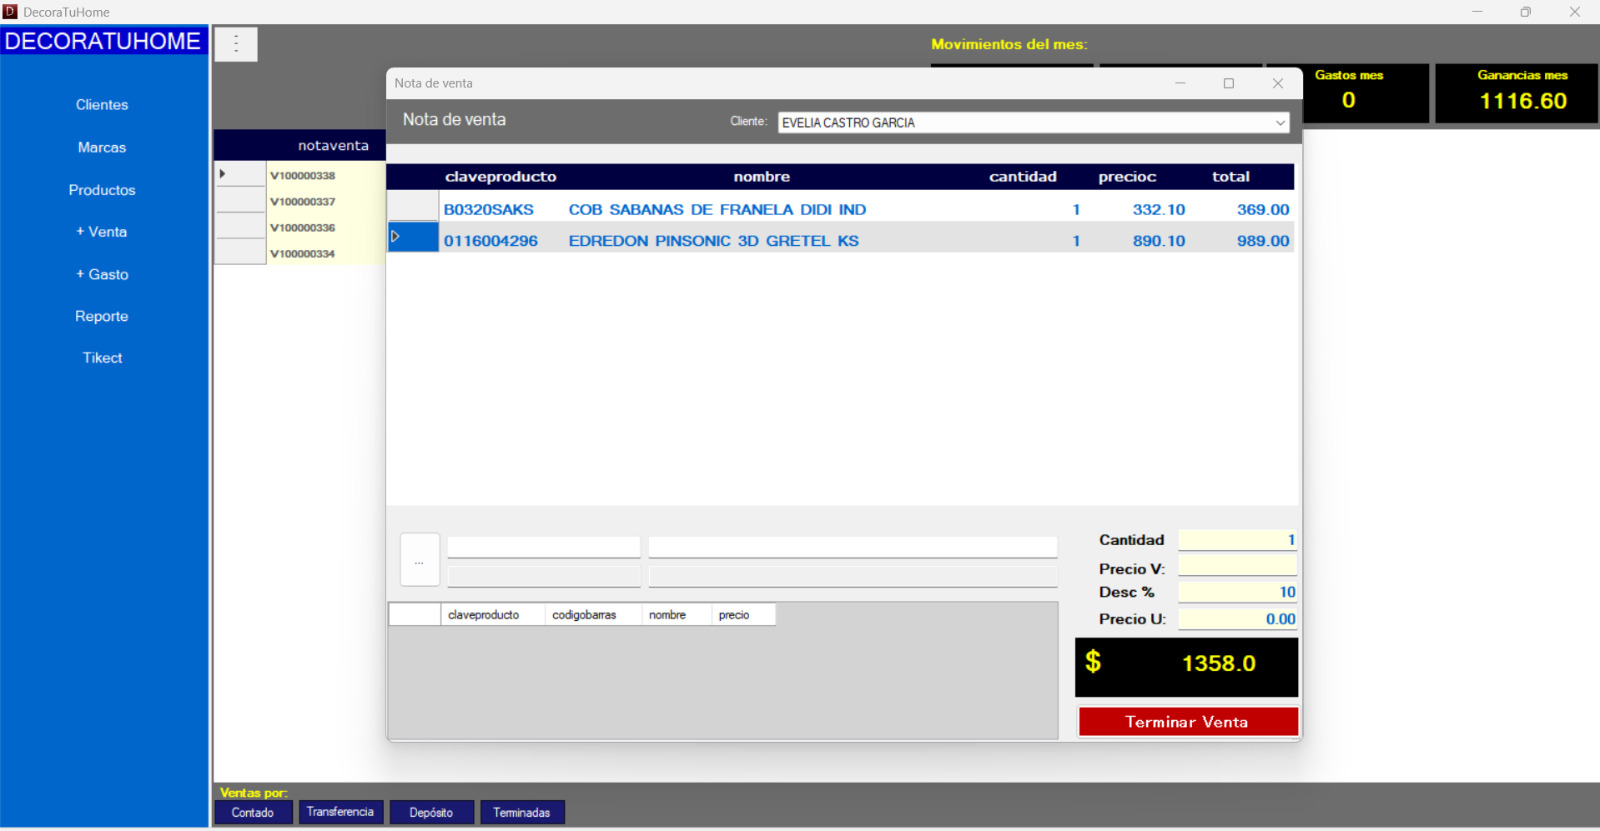 DecoraTuHome
DECORATUHOME
Clientes
Marcas
Productos
+ Venta
+ Gasto
Reporte
Tikect
Movimientos del mes:
Gastos mes
0
Ganancias mes
1116.60
notaventa
V100000338
V100000337
V100000336
V100000334
Nota de venta
Nota de venta
Cliente: EVELIA CASTRO GARCIA
claveproducto nombre cantidad precioc total
B0320SAKS COB SABANAS DE FRANELA DIDI IND 1 332.10 369.00
0116004296 EDREDON PINSONIC 3D GRETEL KS 1 890.10 989.00
...
claveproducto codigobarras nombre precio
Cantidad 1
Precio V:
Desc % 10
Precio U: 0.00
$ 1358.0
Terminar Venta
Ventas por:
Contado Transferencia Depósito Terminadas